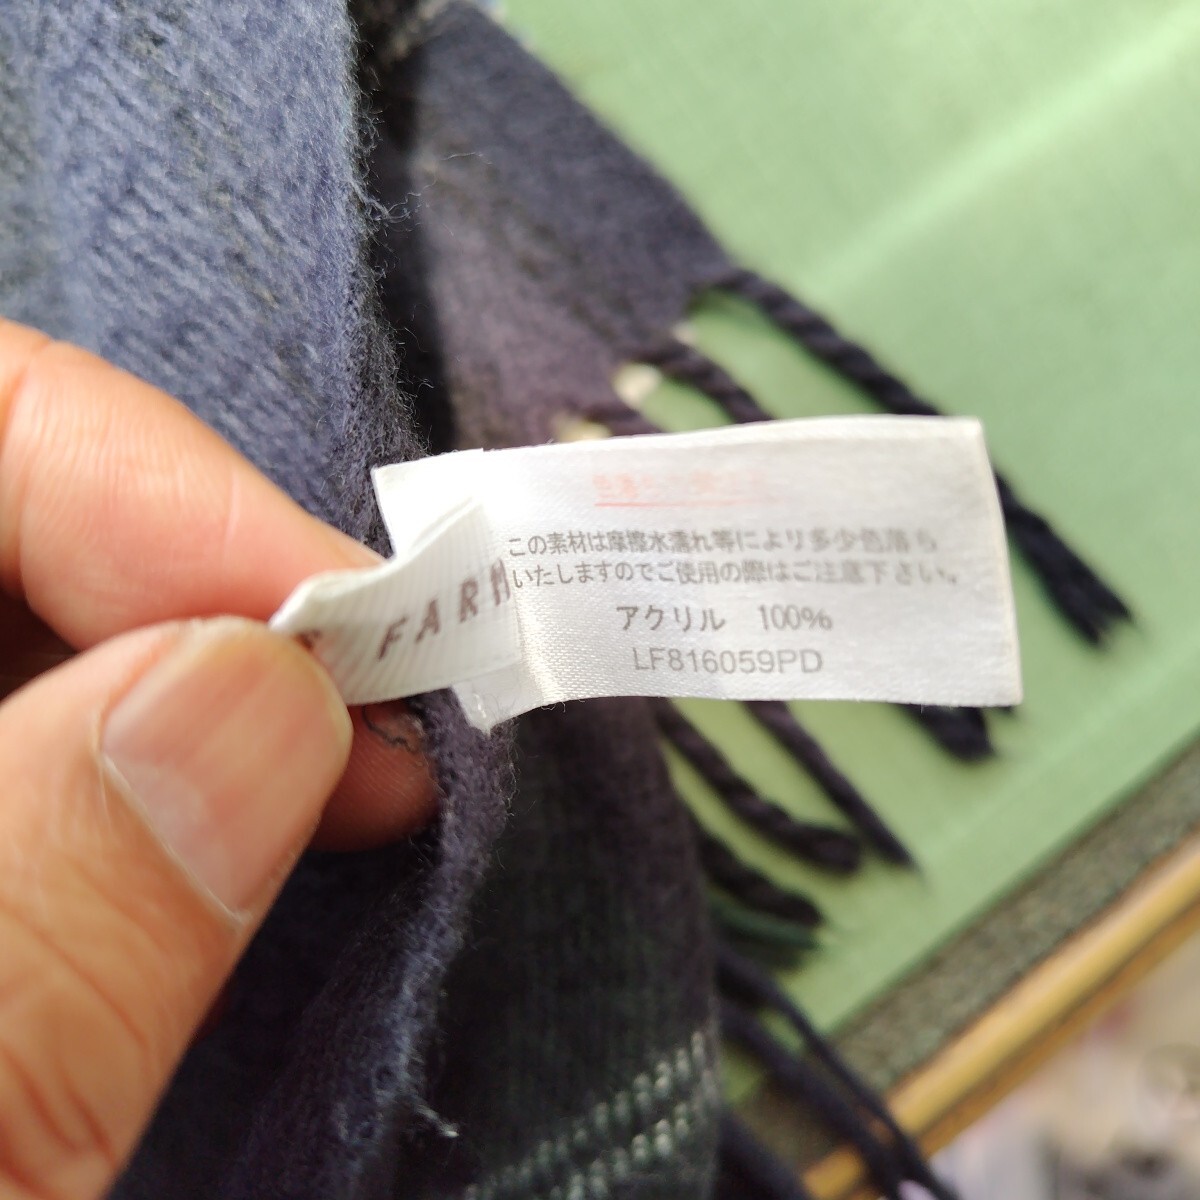 FARM
この素材は摩擦水濡れ等により多少色落ち
いたしますのでご使用の際はご注意下さい。
アクリル 100%
LF816059PD